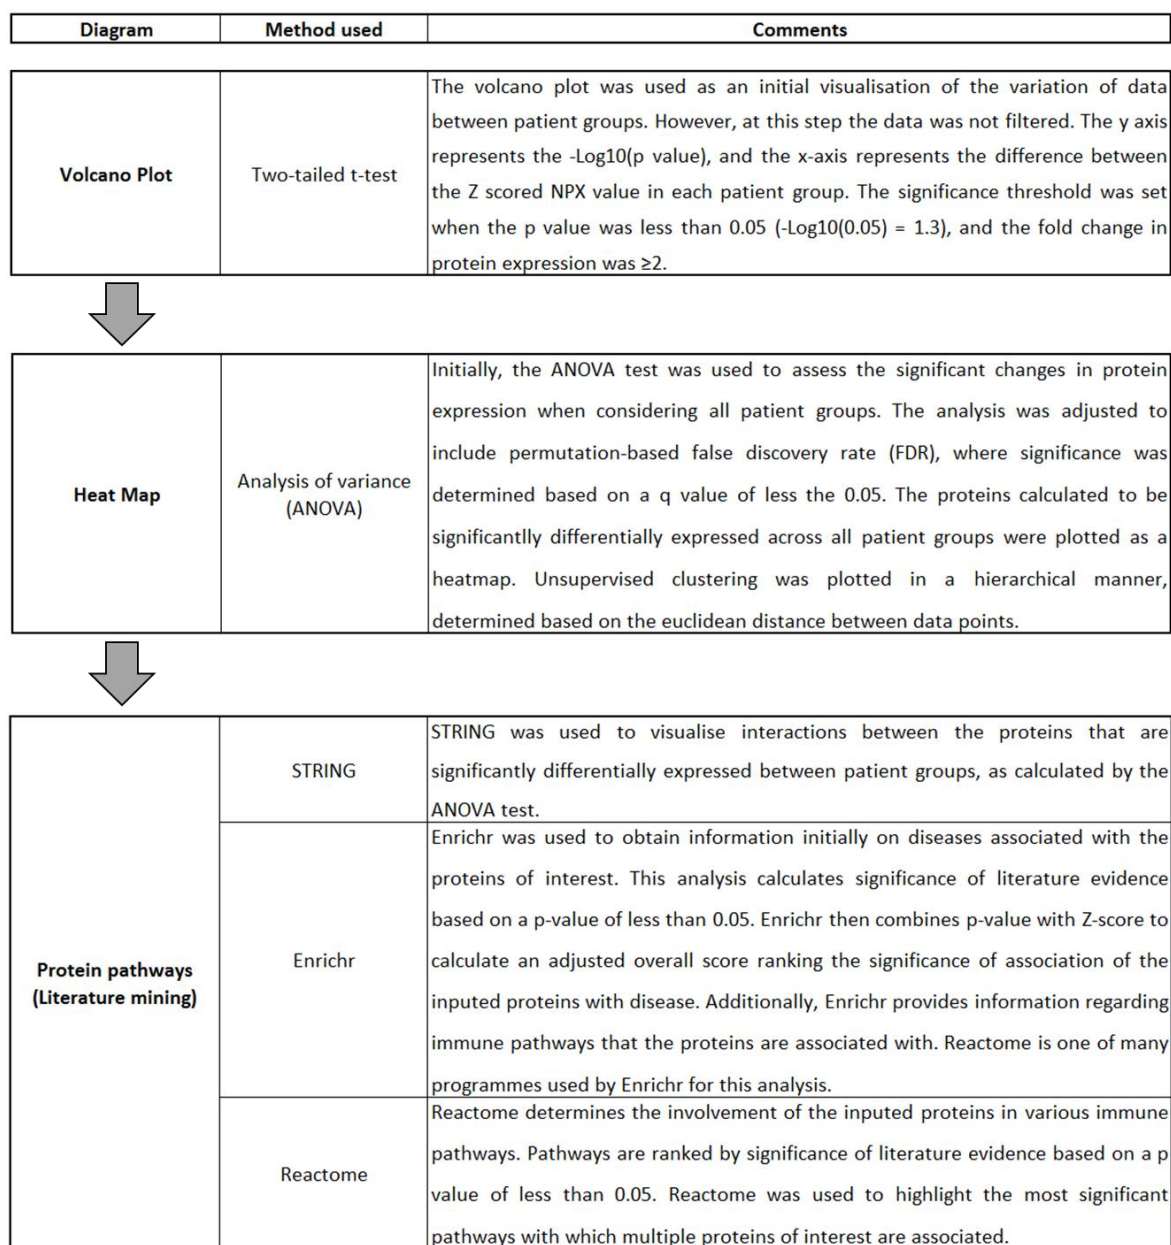 Diagram Method used Comments
Volcano Plot
Two-tailed t-test
The volcano plot was used as an initial visualisation of the variation of data
between patient groups. However, at this step the data was not filtered. The y axis
represents the -Log10(p value), and the x-axis represents the difference between
the Z scored NPX value in each patient group. The significance threshold was set
when the p value was less than 0.05 (-Log10(0.05) = 1.3), and the fold change in
protein expression was ≥2.
Heat Map
Analysis of variance
(ANOVA)
Initially, the ANOVA test was used to assess the significant changes in protein
expression when considering all patient groups. The analysis was adjusted to
include permutation-based false discovery rate (FDR), where significance was
determined based on a q value of less the 0.05. The proteins calculated to be
significantlly differentially expressed across all patient groups were plotted as a
heatmap. Unsupervised clustering was plotted in a hierarchical manner,
determined based on the euclidean distance between data points.
Protein pathways
(Literature mining)
STRING
STRING was used to visualise interactions between the proteins that are
significantly differentially expressed between patient groups, as calculated by the
ANOVA test.
Enrichr
Enrichr was used to obtain information initially on diseases associated with the
proteins of interest. This analysis calculates significance of literature evidence
based on a p-value of less than 0.05. Enrichr then combines p-value with Z-score to
calculate an adjusted overall score ranking the significance of association of the
inputed proteins with disease. Additionally, Enrichr provides information regarding
immune pathways that the proteins are associated with. Reactome is one of many
programmes used by Enrichr for this analysis.
Reactome
Reactome determines the involvement of the inputed proteins in various immune
pathways. Pathways are ranked by significance of literature evidence based on a p
value of less than 0.05. Reactome was used to highlight the most significant
pathways with which multiple proteins of interest are associated.